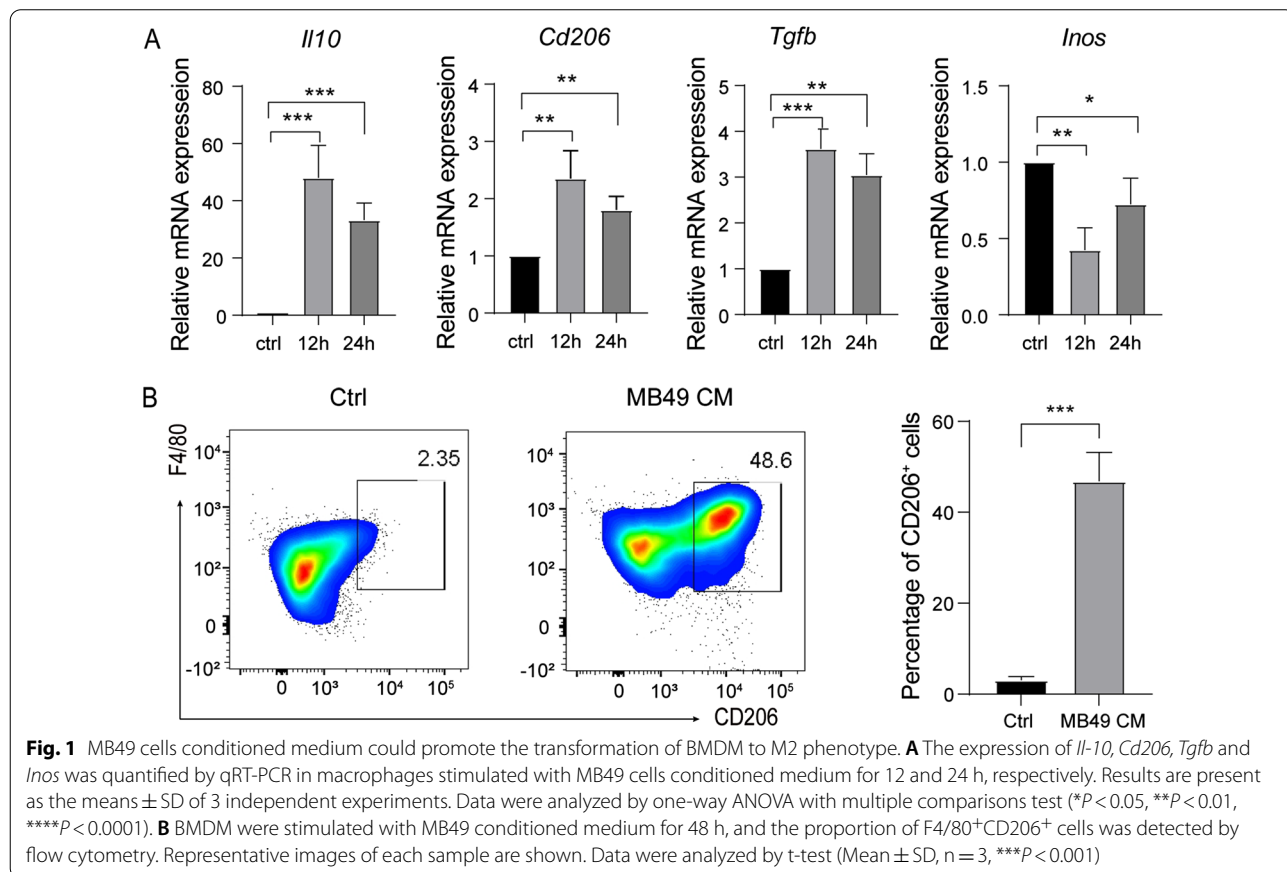 A
Il10
Cd206
Tgfb
Inos
Relative mRNA expresseion
80
60
40
20
0
***
***
ctrl 12h 24h
Relative mRNA expresseion
4
3
2
1
0
**
**
ctrl 12h 24h
Relative mRNA expresseion
5
4
3
2
1
0
**
***
ctrl 12h 24h
Relative mRNA expresseion
1.5
1.0
0.5
0.0
*
**
ctrl 12h 24h
B
Ctrl
F4/80
10⁴
10³
10²
0
-10²
2.35
0 10³ 10⁴ 10⁵
MB49 CM
10⁴
10³
10²
0
-10²
48.6
0 10³ 10⁴ 10⁵
CD206
Percentage of CD206⁺ cells
60
40
20
0
***
Ctrl MB49 CM
Fig. 1 MB49 cells conditioned medium could promote the transformation of BMDM to M2 phenotype. A The expression of Il-10, Cd206, Tgfb and
Inos was quantified by qRT-PCR in macrophages stimulated with MB49 cells conditioned medium for 12 and 24 h, respectively. Results are present
as the means ± SD of 3 independent experiments. Data were analyzed by one-way ANOVA with multiple comparisons test (*P < 0.05, **P < 0.01,
****P < 0.0001). B BMDM were stimulated with MB49 conditioned medium for 48 h, and the proportion of F4/80⁺CD206⁺ cells was detected by
flow cytometry. Representative images of each sample are shown. Data were analyzed by t-test (Mean ± SD, n = 3, ***P < 0.001)